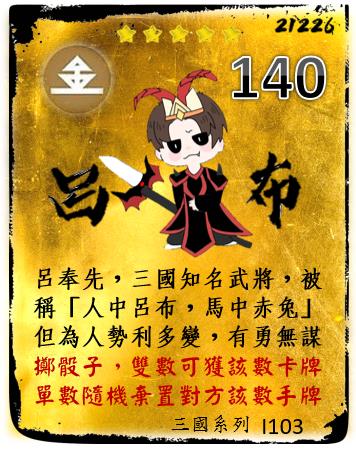 21226
金
140
呂布
呂奉先，三國知名武將，被
稱「人中呂布，馬中赤兔」
但為人勢利多變，有勇無謀
擲骰子，雙數可獲該數卡牌
單數隨機棄置對方該數手牌
三國系列 I103